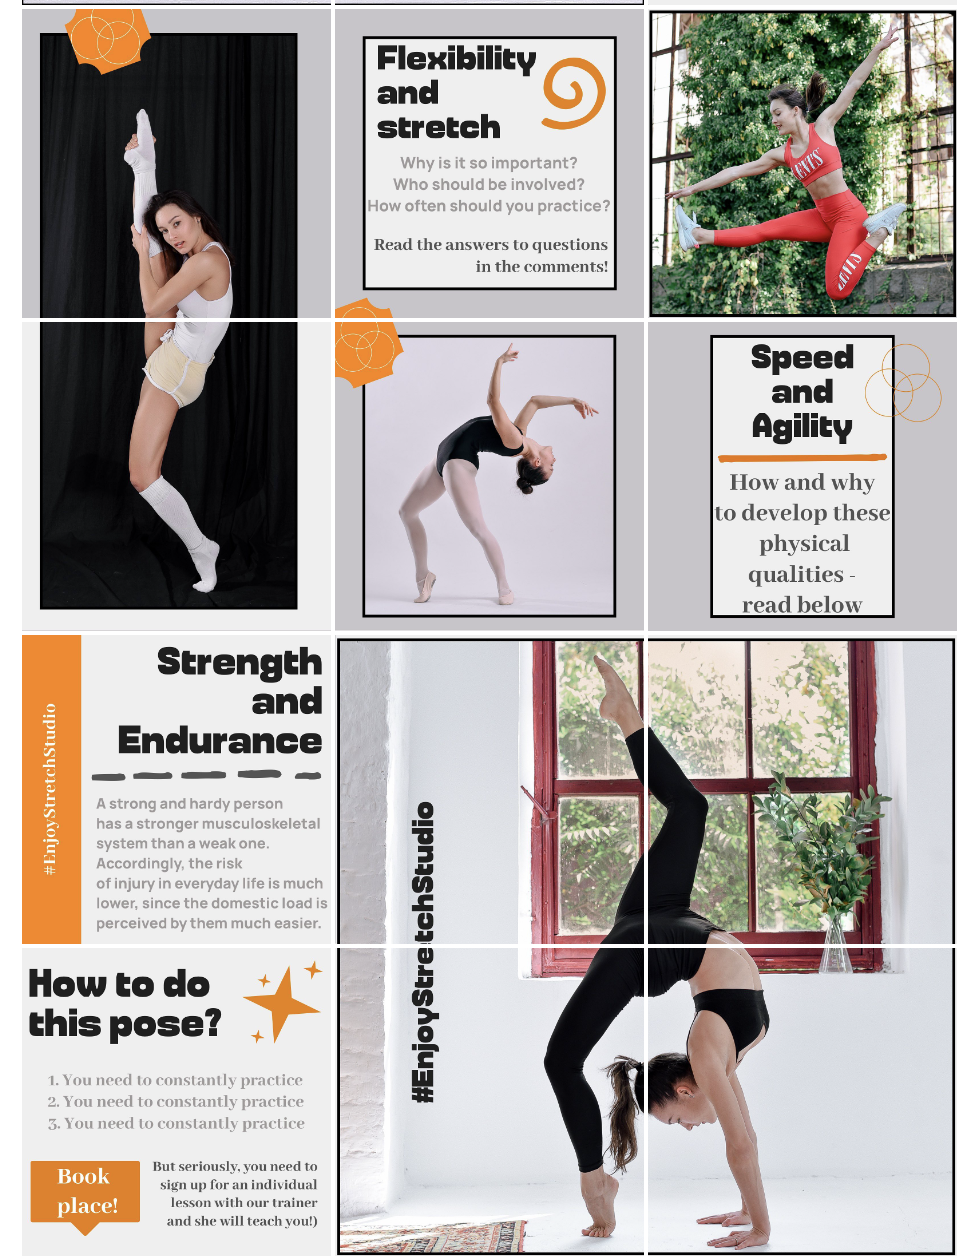 Flexibility
and
stretch
Why is it so important?
Who should be involved?
How often should you practice?
Read the answers to questions
in the comments!
Speed
and
Agility
How and why
to develop these
physical
qualities -
read below
#EnjoyStretchStudio
Strength
and
Endurance
A strong and hardy person
has a stronger musculoskeletal
system than a weak one.
Accordingly, the risk
of injury in everyday life is much
lower, since the domestic load is
perceived by them much easier.
#EnjoyStretchStudio
How to do
this pose?
1. You need to constantly practice
2. You need to constantly practice
3. You need to constantly practice
Book
place!
But seriously, you need to
sign up for an individual
lesson with our trainer
and she will teach you!)